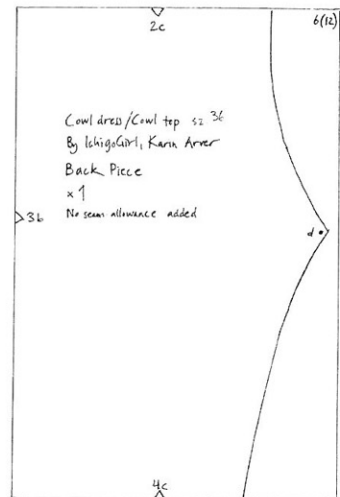 2c
6(12)
Cowl dress/Cowl top sz 36
By IchigoGirl, Karin Arver
Back Piece
x 1
3b
No seam allowance added
d
4c